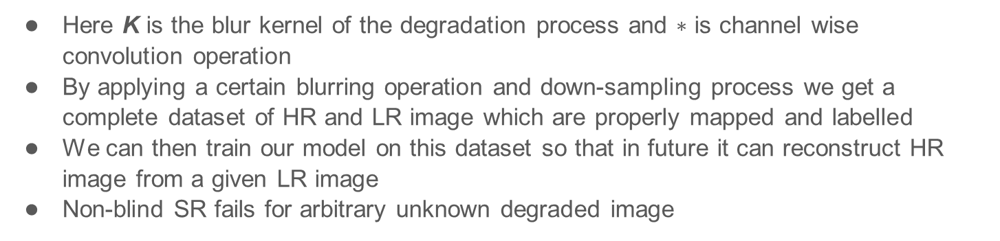 ● Here K is the blur kernel of the degradation process and ∗ is channel wise
convolution operation
● By applying a certain blurring operation and down-sampling process we get a
complete dataset of HR and LR image which are properly mapped and labelled
● We can then train our model on this dataset so that in future it can reconstruct HR
image from a given LR image
● Non-blind SR fails for arbitrary unknown degraded image